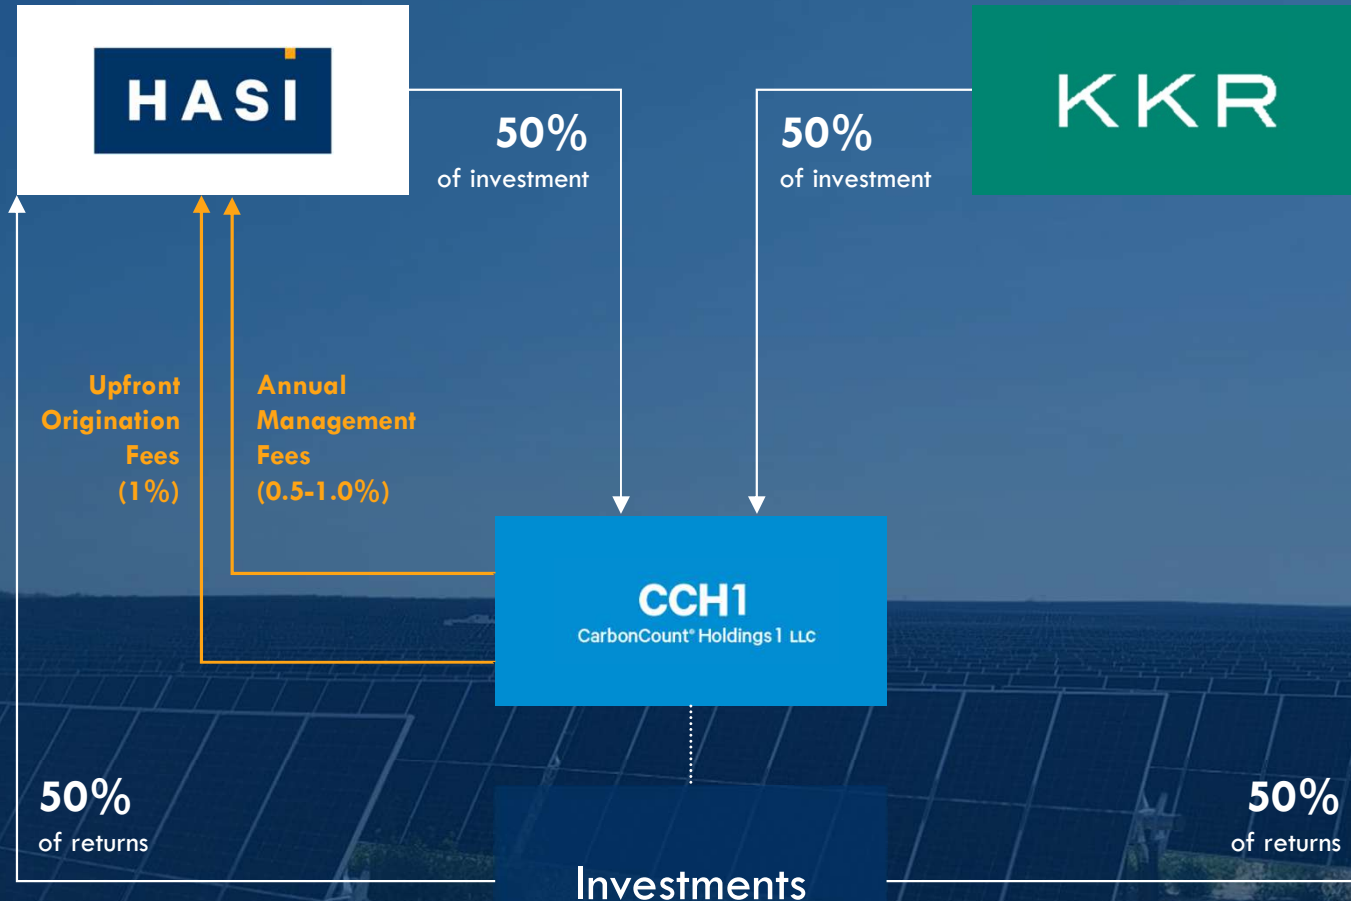 HASI
KKR
50%
of investment
50%
of investment
Upfront
Origination
Fees
(1%)
Annual
Management
Fees
(0.5-1.0%)
CCH1
CarbonCount® Holdings 1 LLC
50%
of returns
50%
of returns
Investments